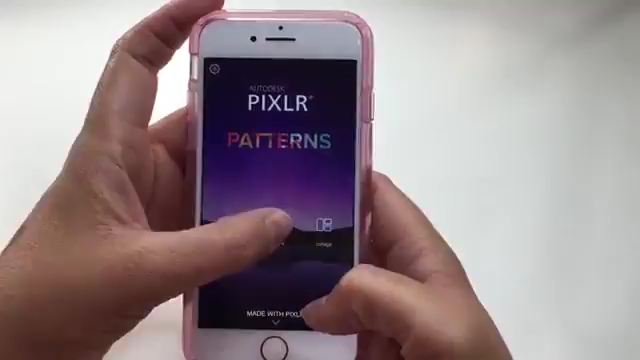 AUTODESK
PIXLR®
PATTERNS
collage
MADE WITH PIXLR